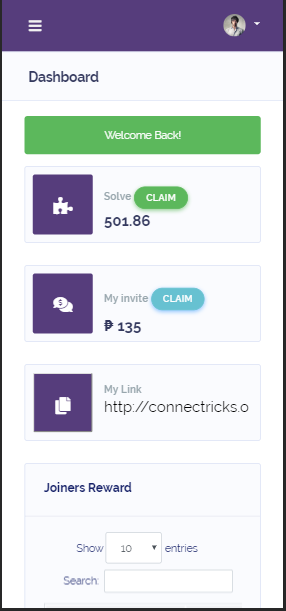 Dashboard
Welcome Back!
Solve CLAIM
501.86
My invite CLAIM
₱ 135
My Link
http://connectricks.o
Joiners Reward
Show 10 entries
Search: